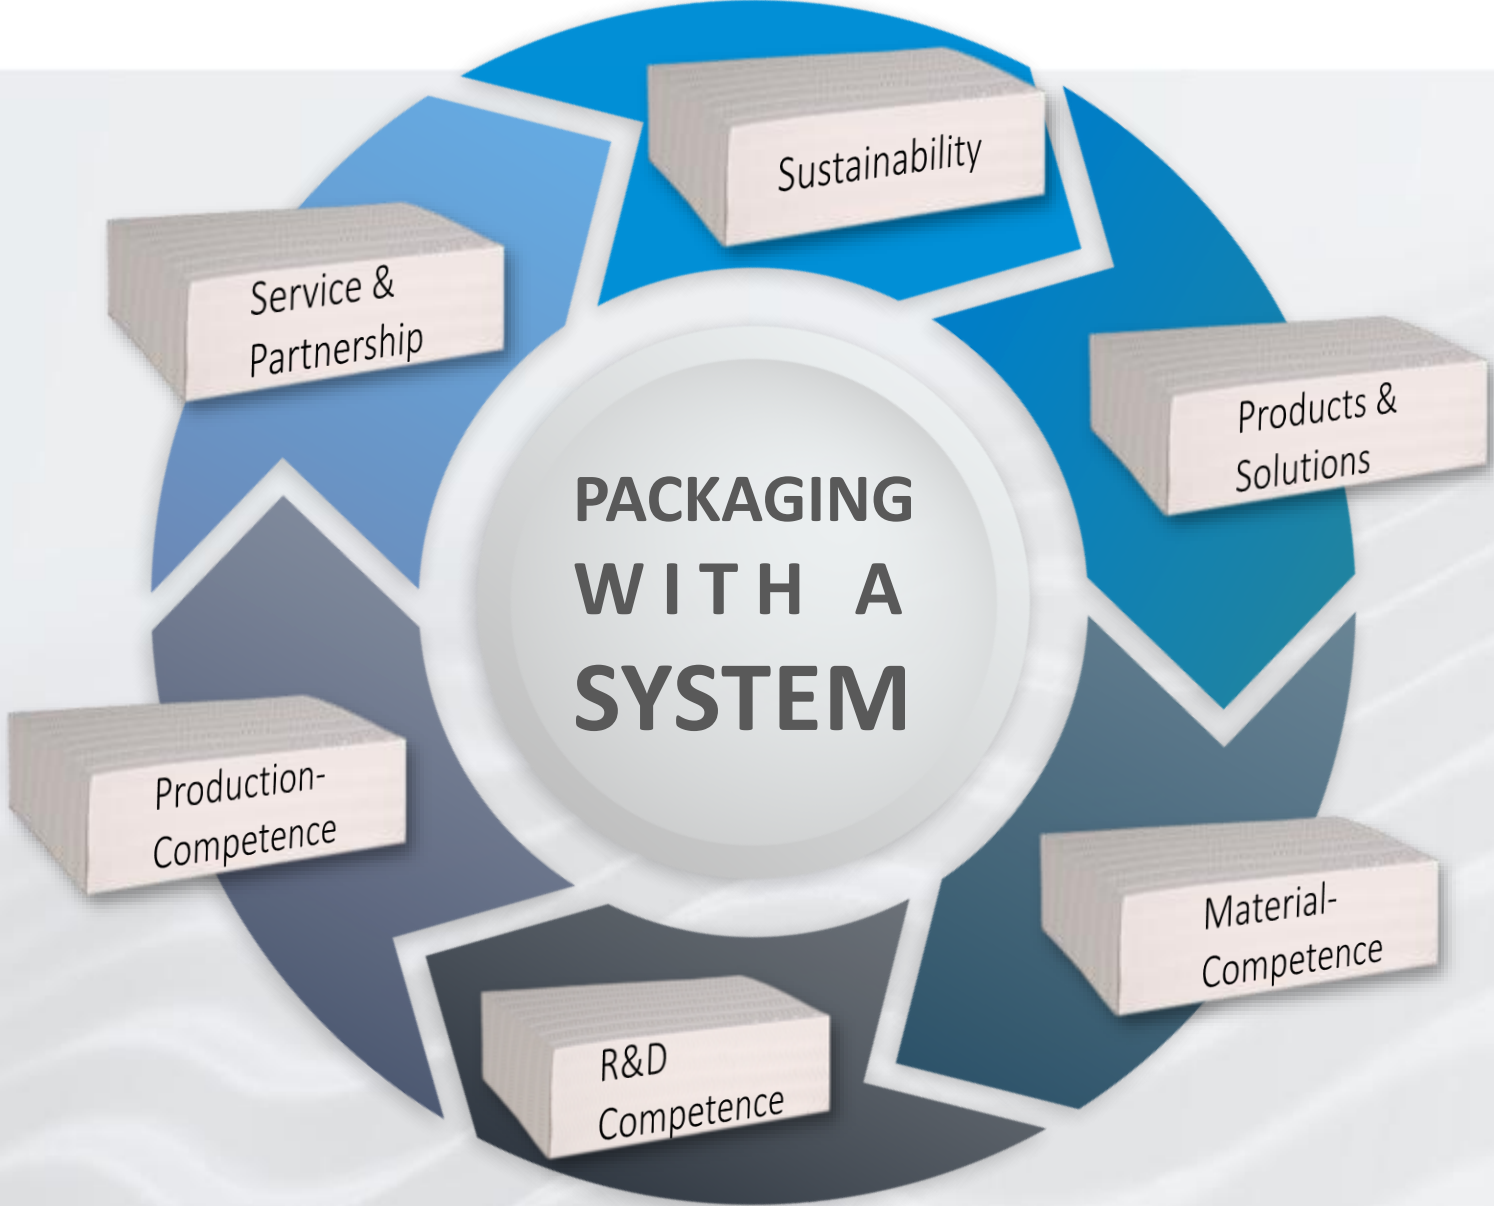 Sustainability
Products &
Solutions
Material-
Competence
R&D
Competence
Production-
Competence
Service &
Partnership
PACKAGING
WITH A
SYSTEM